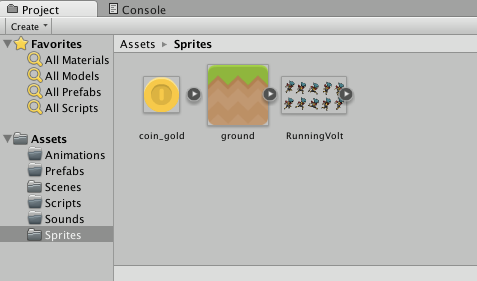 Project
Console
Create
Favorites
All Materials
All Models
All Prefabs
All Scripts
Assets
Animations
Prefabs
Scenes
Scripts
Sounds
Sprites
Assets ▸ Sprites
coin_gold ground RunningVolt